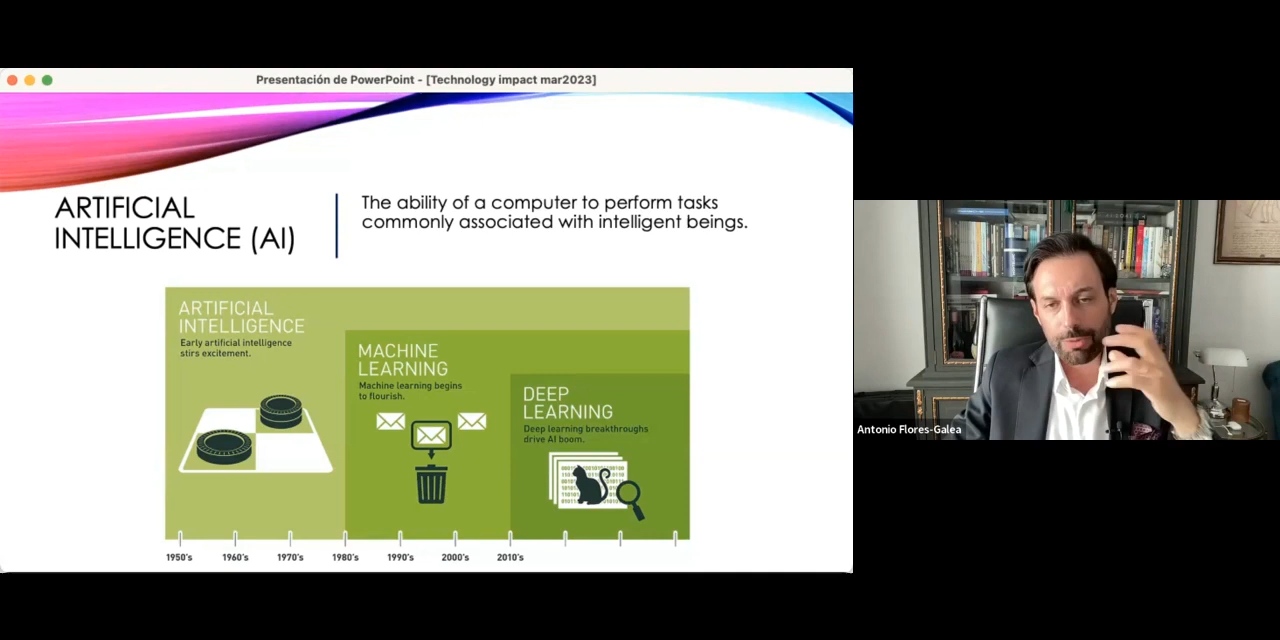 Presentación de PowerPoint - [Technology impact mar2023]
ARTIFICIAL
INTELLIGENCE (AI)
The ability of a computer to perform tasks
commonly associated with intelligent beings.
ARTIFICIAL
INTELLIGENCE
Early artificial intelligence
stirs excitement.
MACHINE
LEARNING
Machine learning begins
to flourish.
DEEP
LEARNING
Deep learning breakthroughs
drive AI boom.
1950's 1960's 1970's 1980's 1990's 2000's 2010's
Antonio Flores-Galea